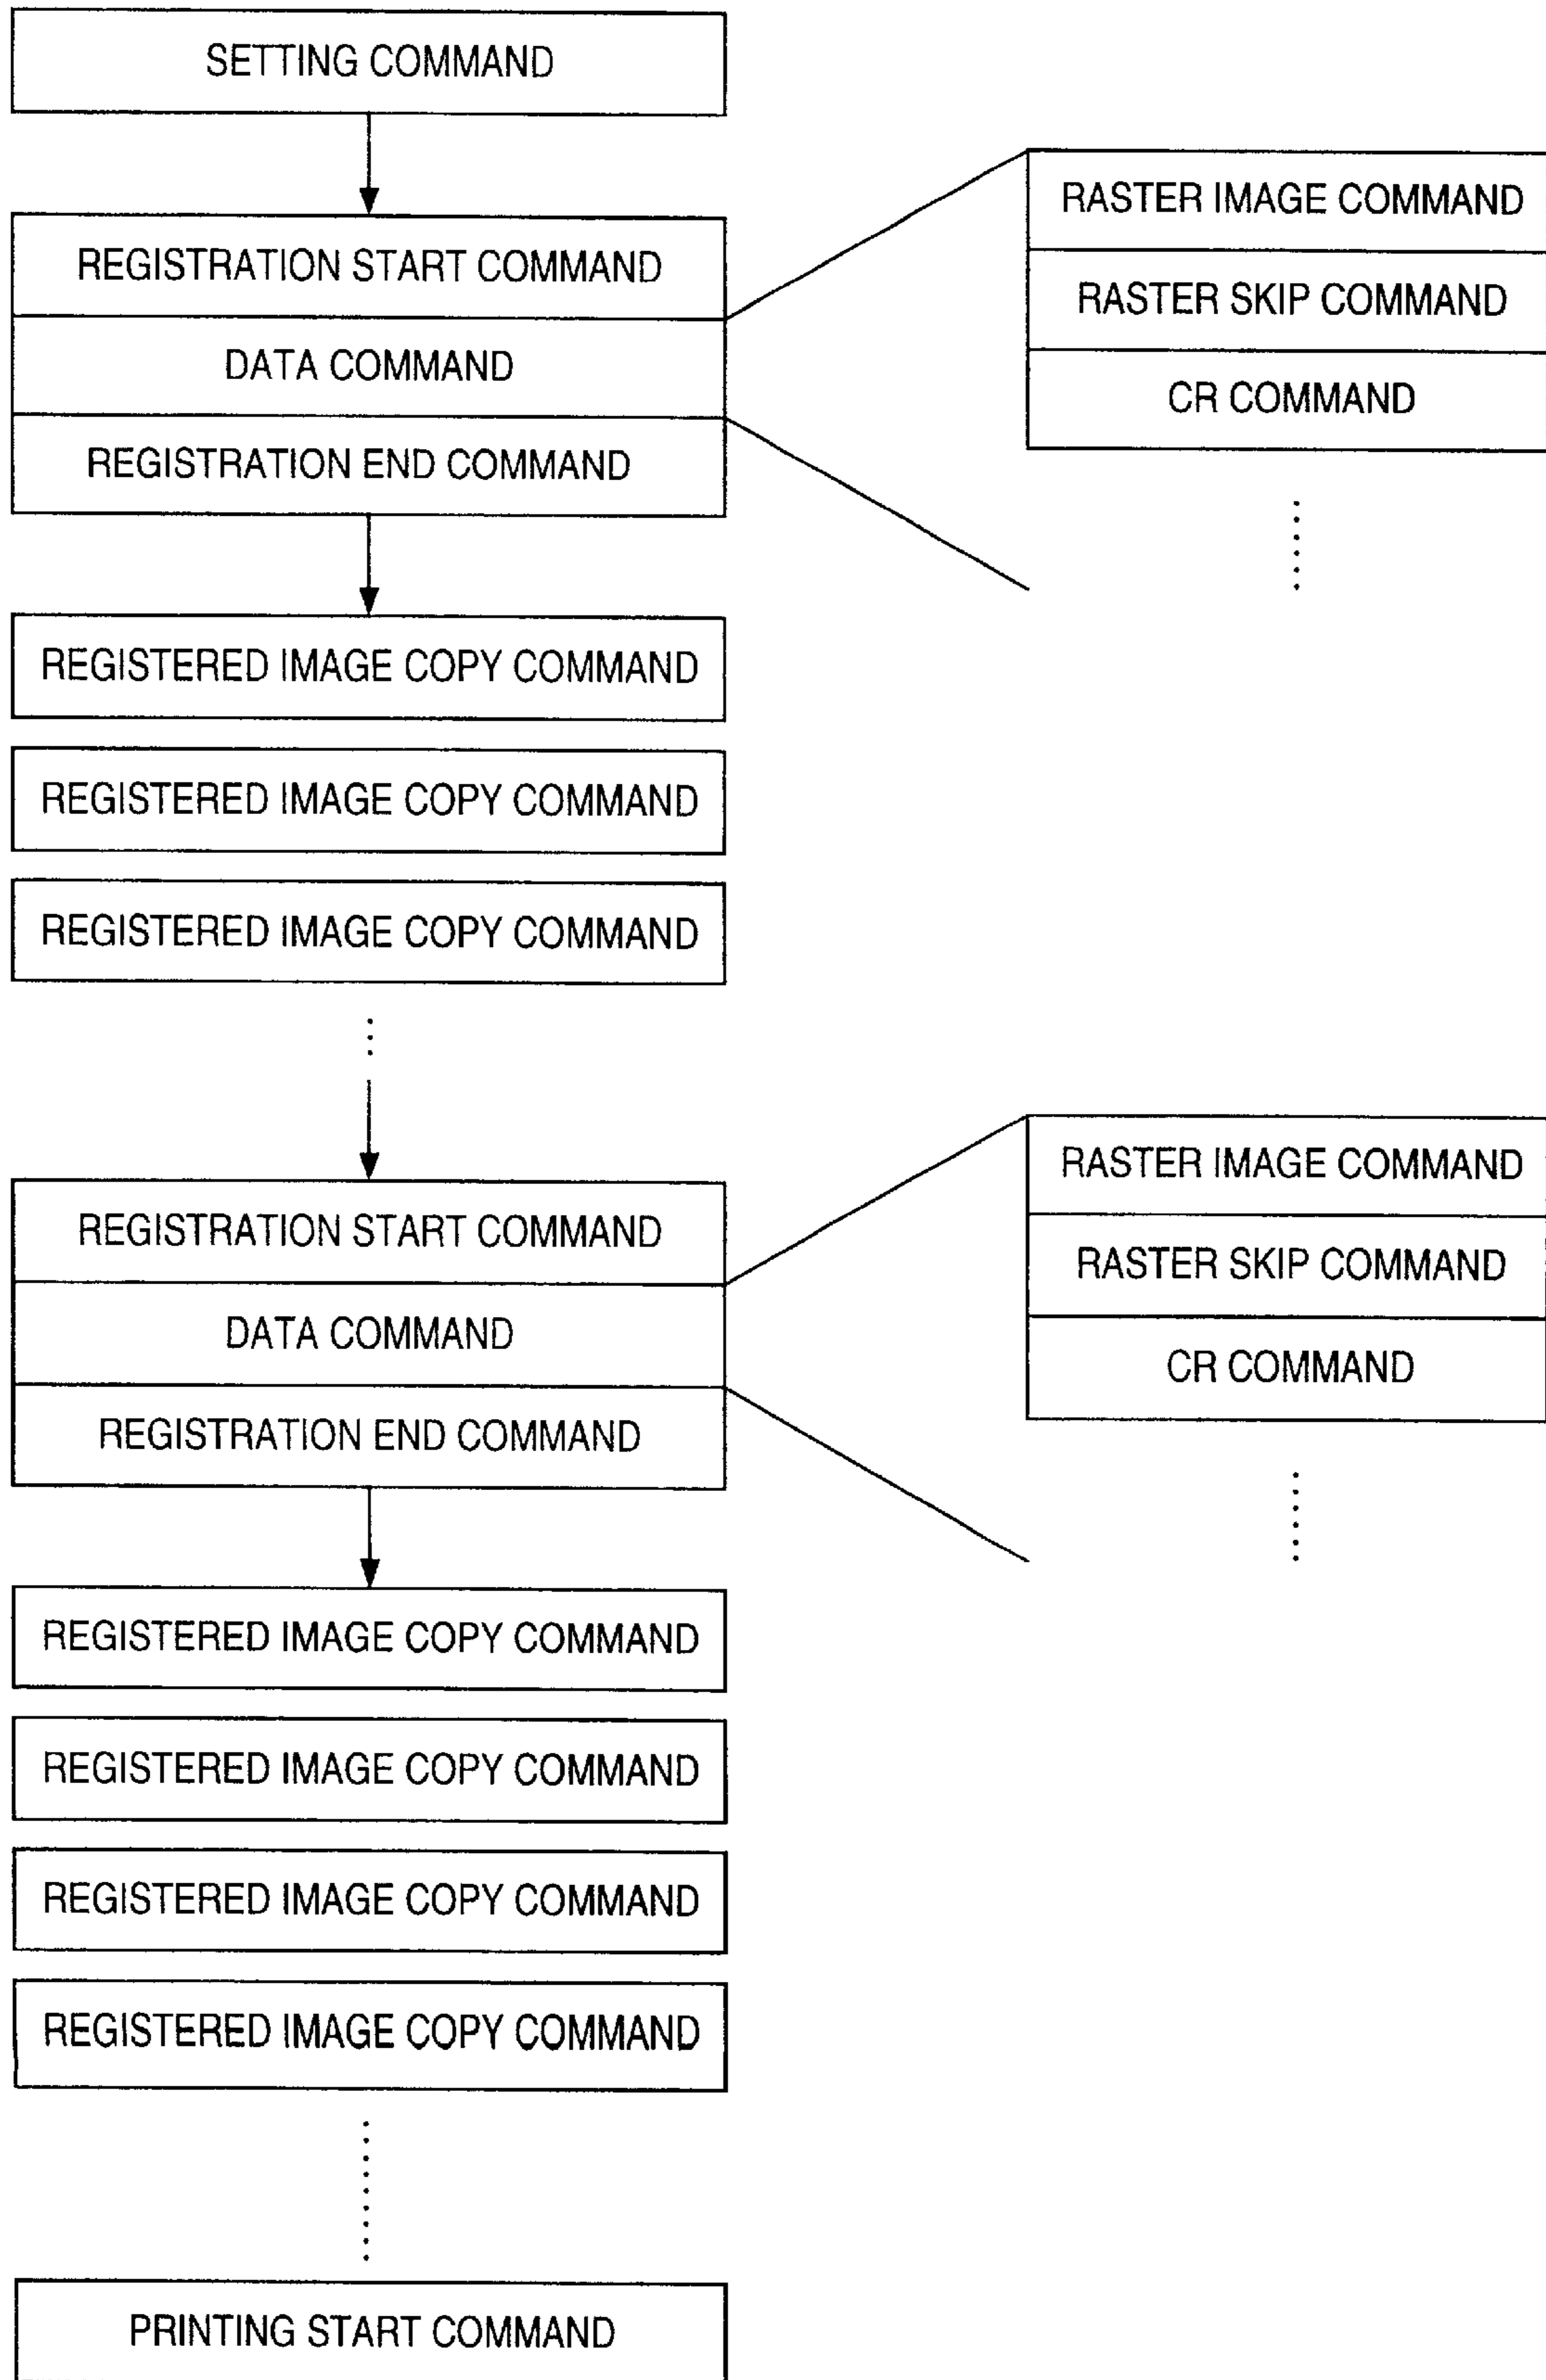 SETTING COMMAND
REGISTRATION START COMMAND
DATA COMMAND
REGISTRATION END COMMAND
RASTER IMAGE COMMAND
RASTER SKIP COMMAND
CR COMMAND
REGISTERED IMAGE COPY COMMAND
REGISTERED IMAGE COPY COMMAND
REGISTERED IMAGE COPY COMMAND
REGISTRATION START COMMAND
DATA COMMAND
REGISTRATION END COMMAND
RASTER IMAGE COMMAND
RASTER SKIP COMMAND
CR COMMAND
REGISTERED IMAGE COPY COMMAND
REGISTERED IMAGE COPY COMMAND
REGISTERED IMAGE COPY COMMAND
REGISTERED IMAGE COPY COMMAND
PRINTING START COMMAND